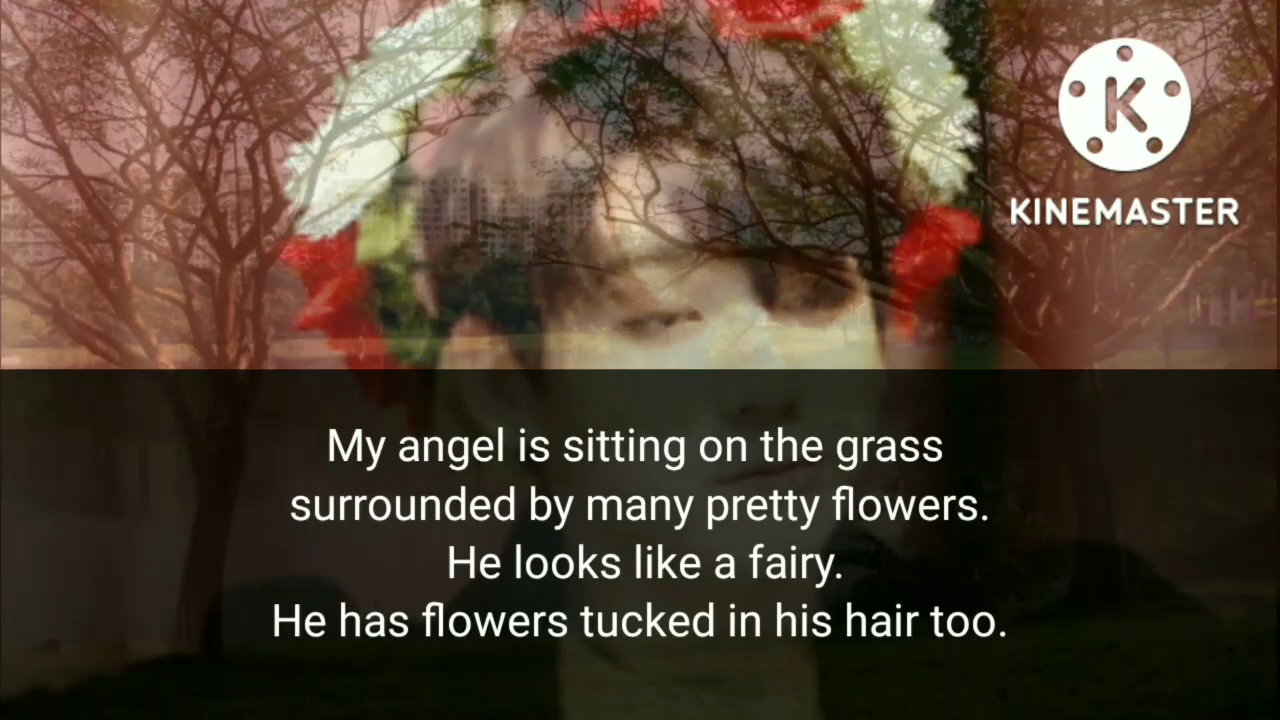 K
KINEMASTER
My angel is sitting on the grass
surrounded by many pretty flowers.
He looks like a fairy.
He has flowers tucked in his hair too.